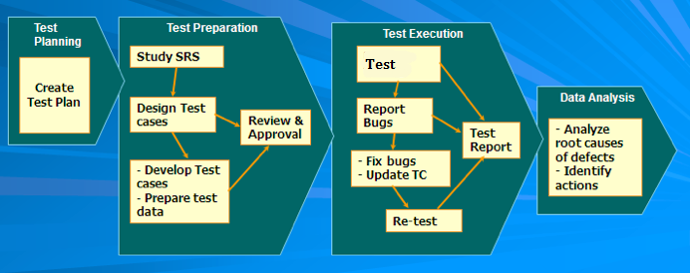 Test
Planning
Create
Test Plan
Test Preparation
Study SRS
Design Test
cases
Review &
Approval
- Develop Test
cases
- Prepare test
data
Test Execution
Test
Report
Bugs
Test
Report
- Fix bugs
- Update TC
Re-test
Data Analysis
- Analyze
root causes
of defects
- Identify
actions